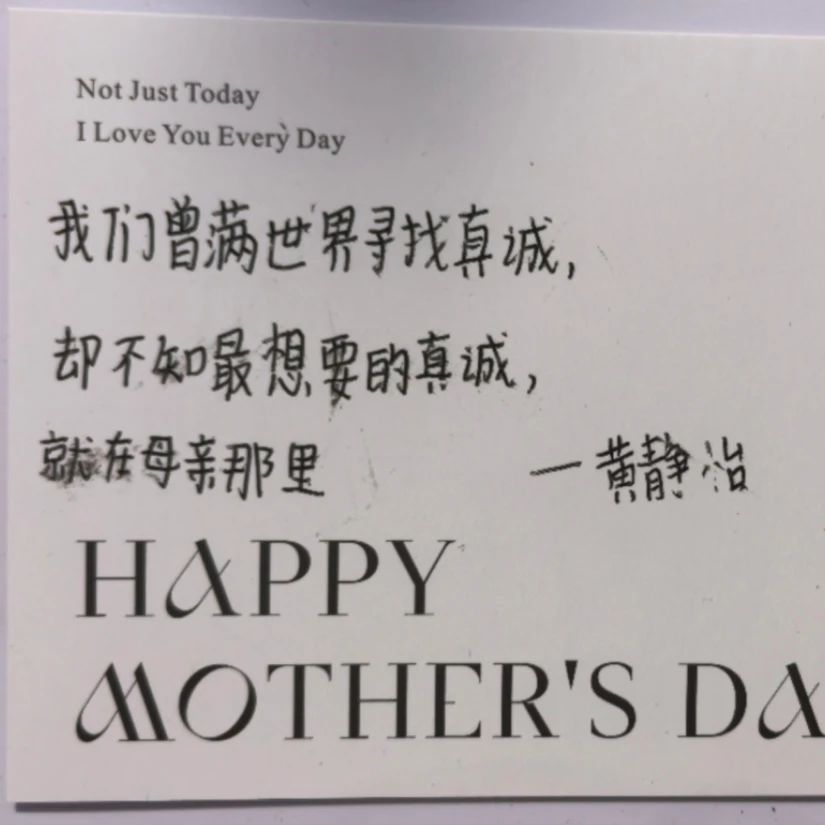 Not Just Today
I Love You Every Day
我们曾满世界寻找真诚,
却不知最想要的真诚,
就在母亲那里
—黄静怡
HAPPY
MOTHER'S DA